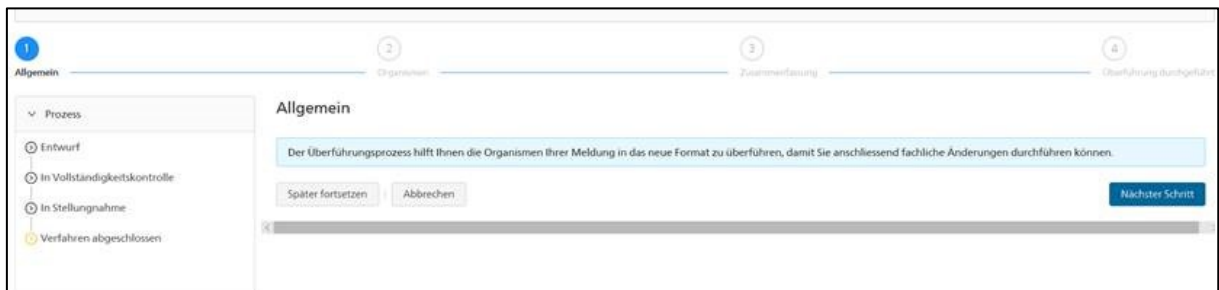 1
2
3
4
Allgemein
Organismen
Zusammenfassung
Überführung durchgeführt
Prozess
Entwurf
In Vollständigkeitskontrolle
In Stellungnahme
Verfahren abgeschlossen
Allgemein
Der Überführungsprozess hilft Ihnen die Organismen Ihrer Meldung in das neue Format zu überführen, damit Sie anschliessend fachliche Änderungen durchführen können.
Später fortsetzen
Abbrechen
Nächster Schritt